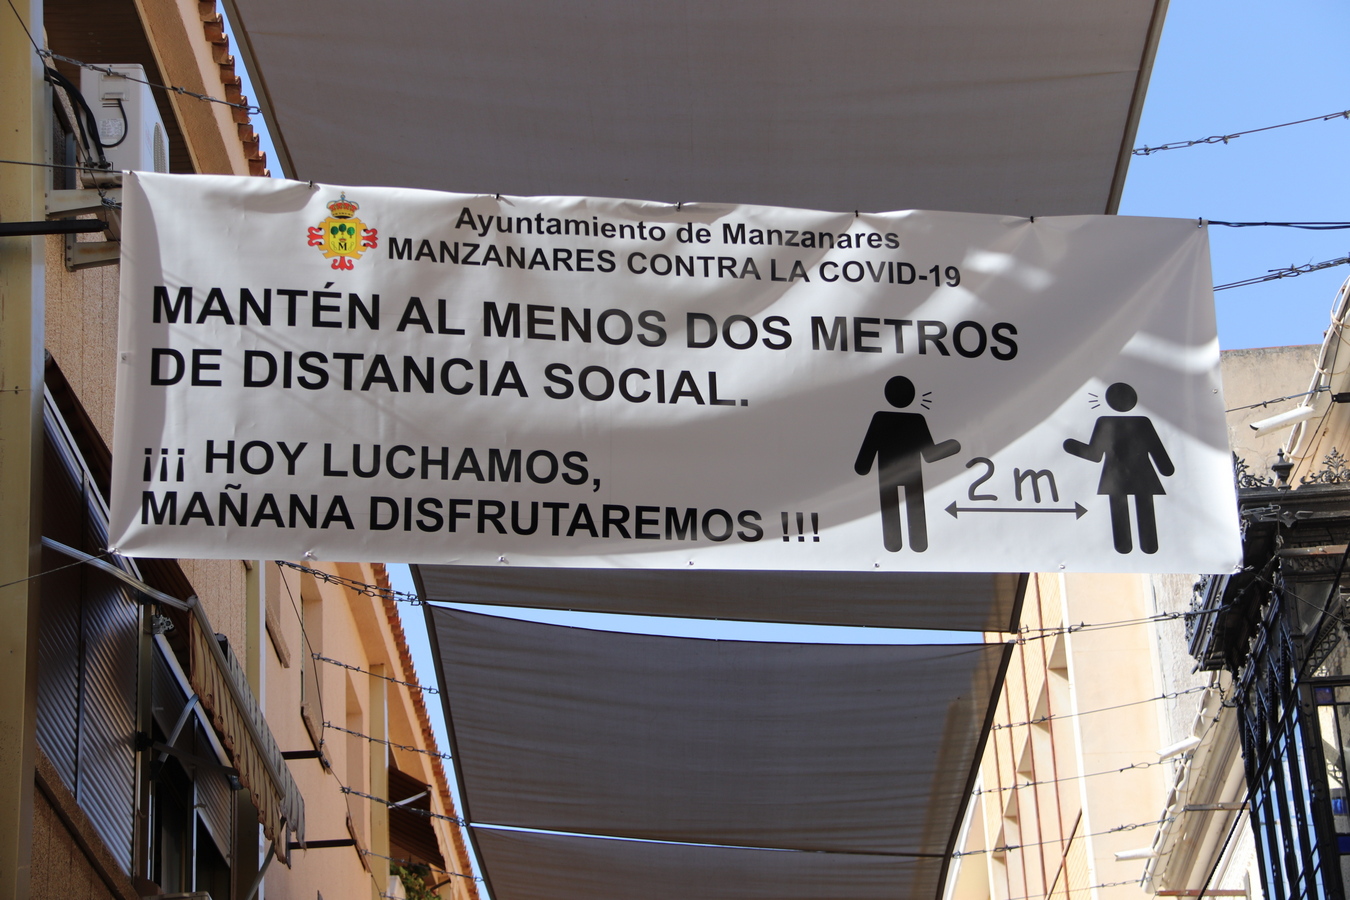 Ayuntamiento de Manzanares
MANZANARES CONTRA LA COVID-19
MANTÉN AL MENOS DOS METROS
DE DISTANCIA SOCIAL.
¡¡¡ HOY LUCHAMOS,
MAÑANA DISFRUTAREMOS !!!
2 m
M